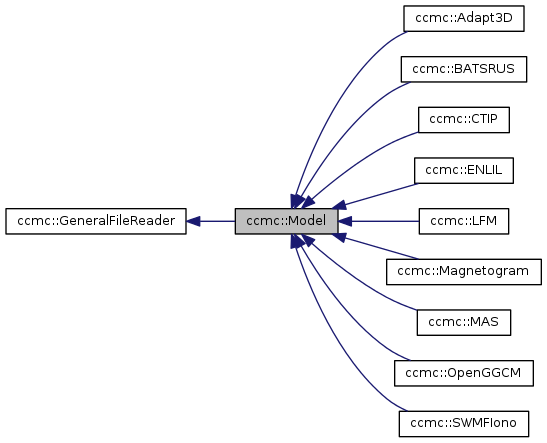 ccmc::Adapt3D
ccmc::BATSRUS
ccmc::CTIP
ccmc::ENLIL
ccmc::GeneralFileReader
ccmc::Model
ccmc::LFM
ccmc::Magnetogram
ccmc::MAS
ccmc::OpenGGCM
ccmc::SWMFIono